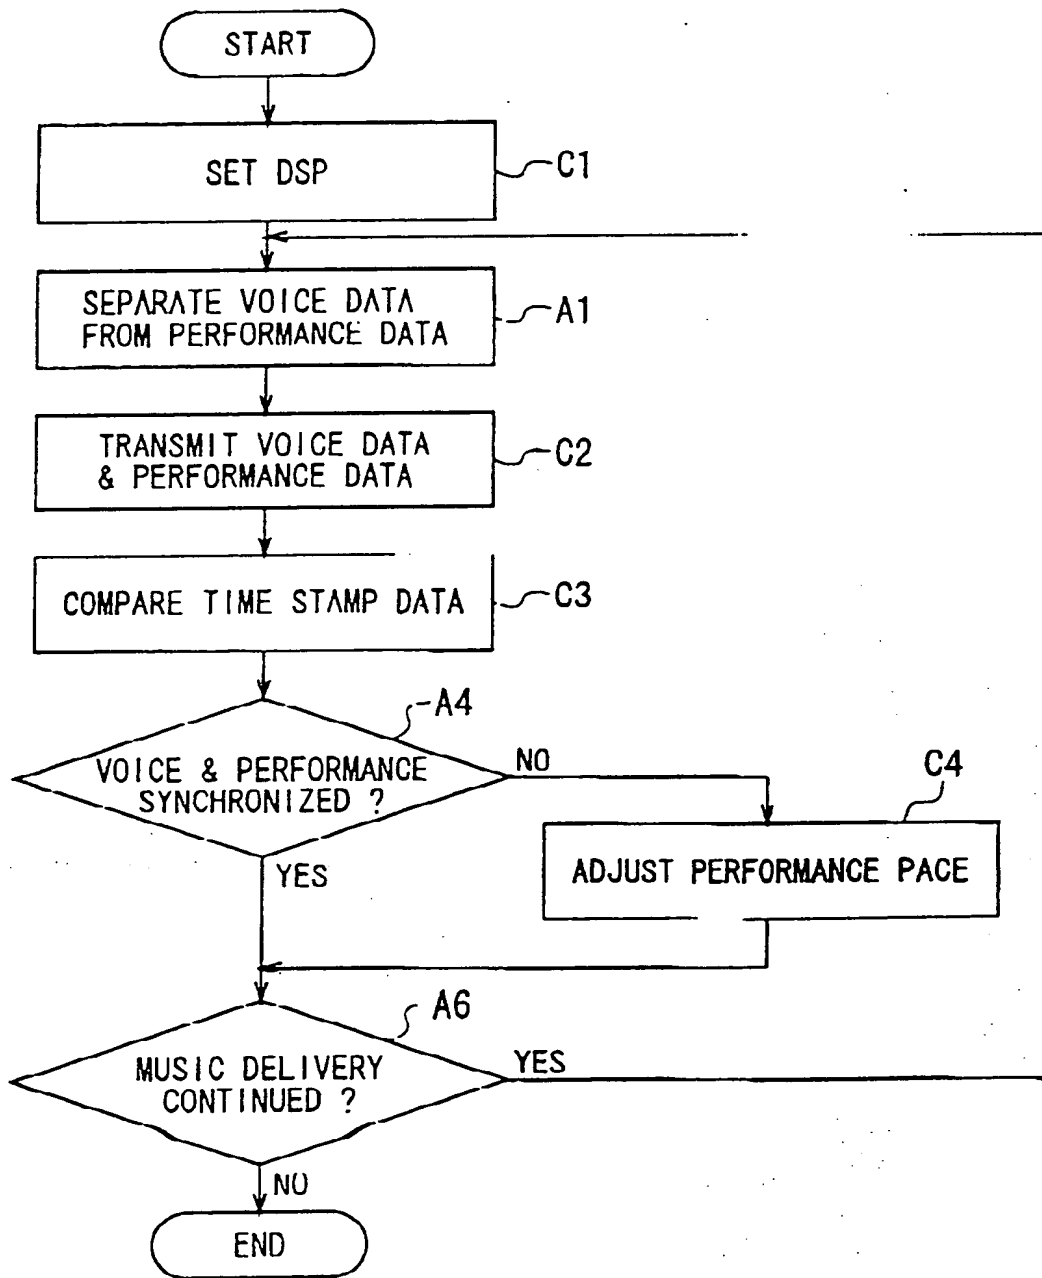 START
SET DSP
C1
SEPARATE VOICE DATA
FROM PERFORMANCE DATA
A1
TRANSMIT VOICE DATA
& PERFORMANCE DATA
C2
COMPARE TIME STAMP DATA
C3
A4
VOICE & PERFORMANCE
SYNCHRONIZED ?
NO
YES
C4
ADJUST PERFORMANCE PACE
A6
MUSIC DELIVERY
CONTINUED ?
YES
NO
END